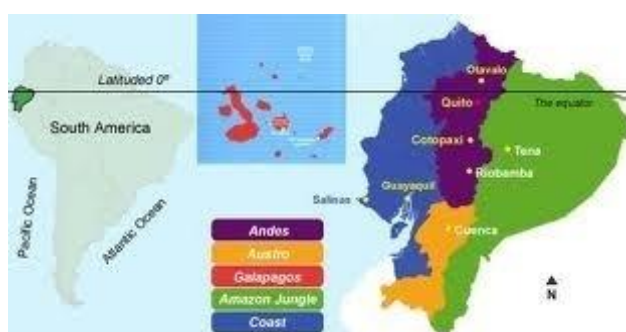 Latituded 0º
South America
Pacific Ocean
Atlantic Ocean
Otavalo
Quito
The equator
Cotopaxi
Tena
Riobamba
Guayaquil
Salinas
Cuenca
Andes
Austro
Galapagos
Amazon Jungle
Coast
N